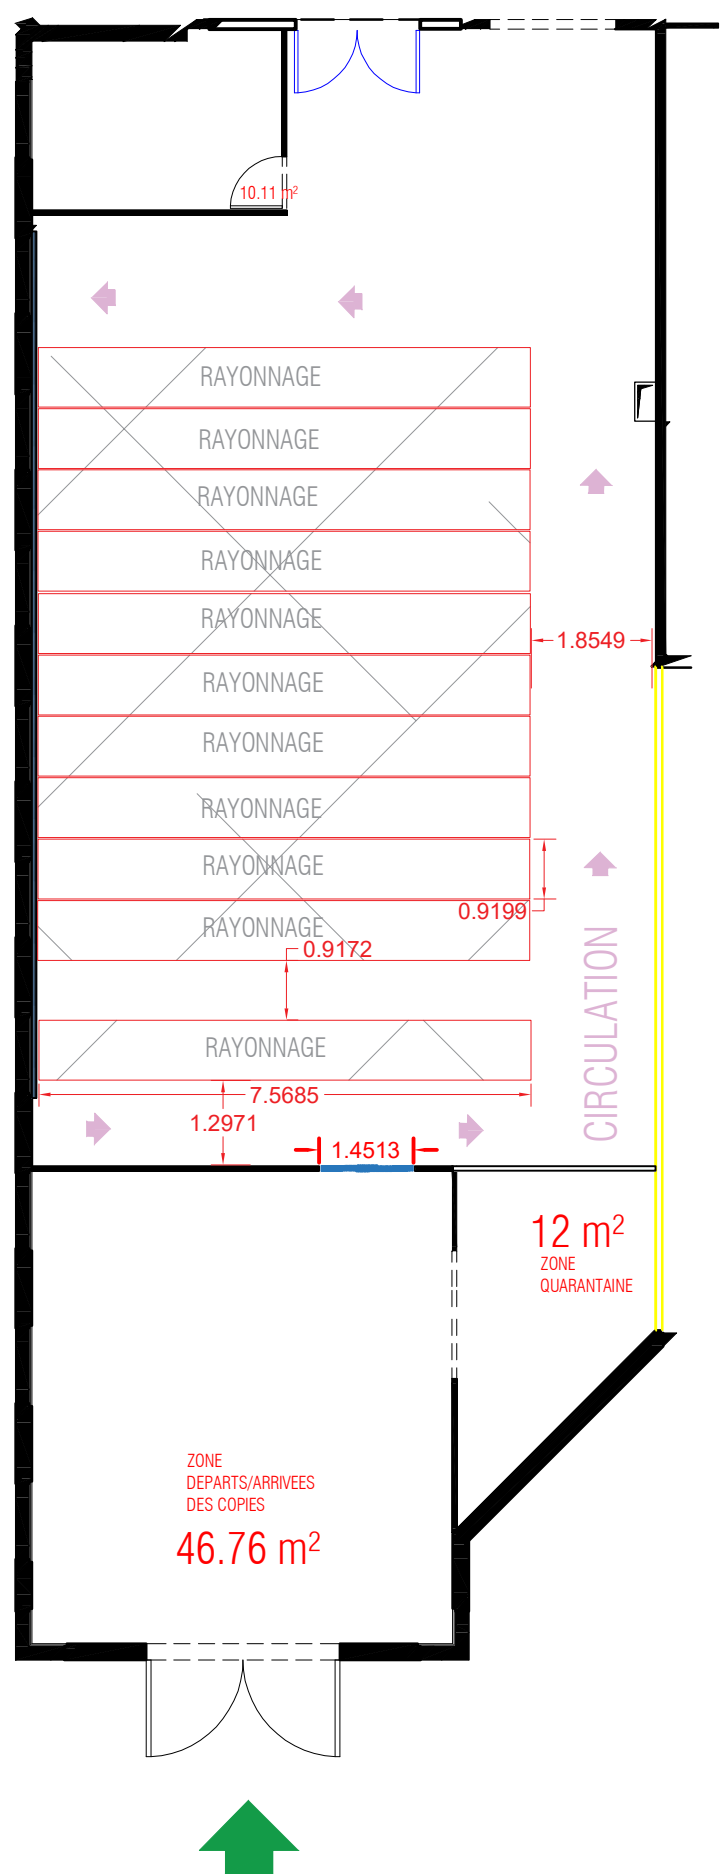 10.11 m²
RAYONNAGE
RAYONNAGE
RAYONNAGE
RAYONNAGE
RAYONNAGE
1.8549
RAYONNAGE
RAYONNAGE
RAYONNAGE
RAYONNAGE
0.9199
RAYONNAGE
0.9172
CIRCULATION
RAYONNAGE
7.5685
1.2971
1.4513
12 m²
ZONE
QUARANTAINE
ZONE
DEPARTS/ARRIVEES
DES COPIES
46.76 m²